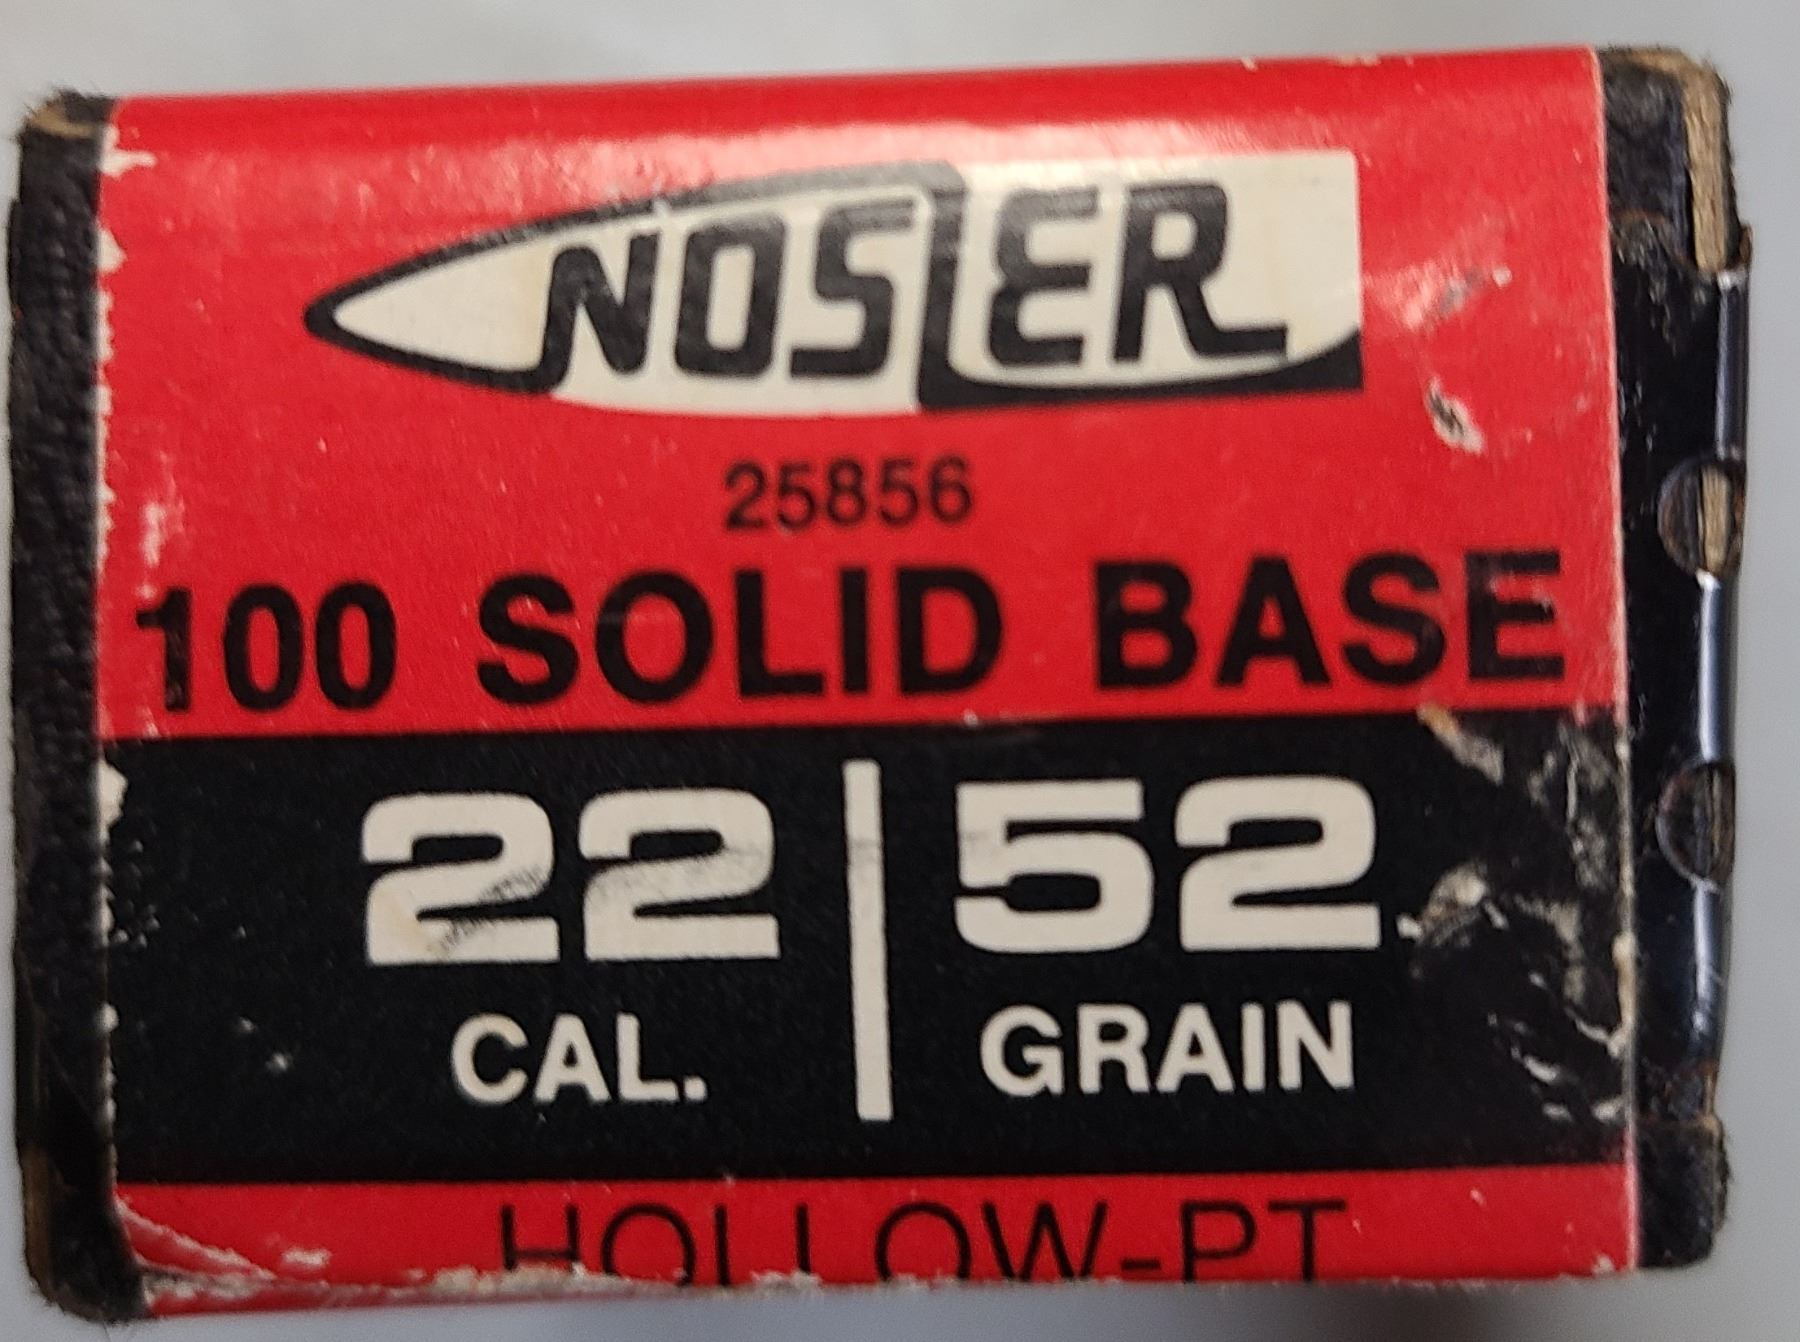 NOSLER
25856
100 SOLID BASE
22 | 52
CAL. GRAIN
HOLLOW-PT